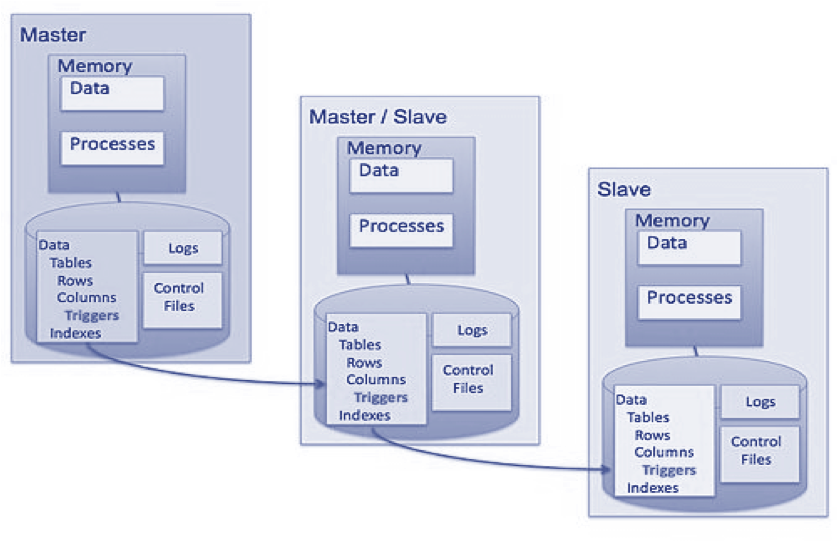 Master
Memory
Data
Processes
Data
Tables
Rows
Columns
Triggers
Indexes
Logs
Control
Files
Master / Slave
Memory
Data
Processes
Data
Tables
Rows
Columns
Triggers
Indexes
Logs
Control
Files
Slave
Memory
Data
Processes
Data
Tables
Rows
Columns
Triggers
Indexes
Logs
Control
Files